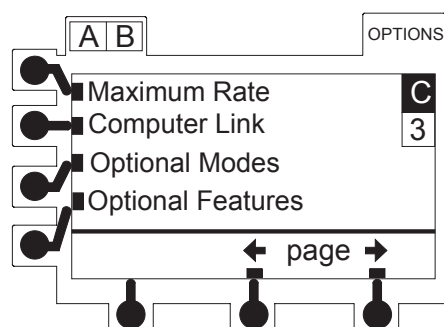 A B
OPTIONS
Maximum Rate
C
Computer Link
3
Optional Modes
Optional Features
page